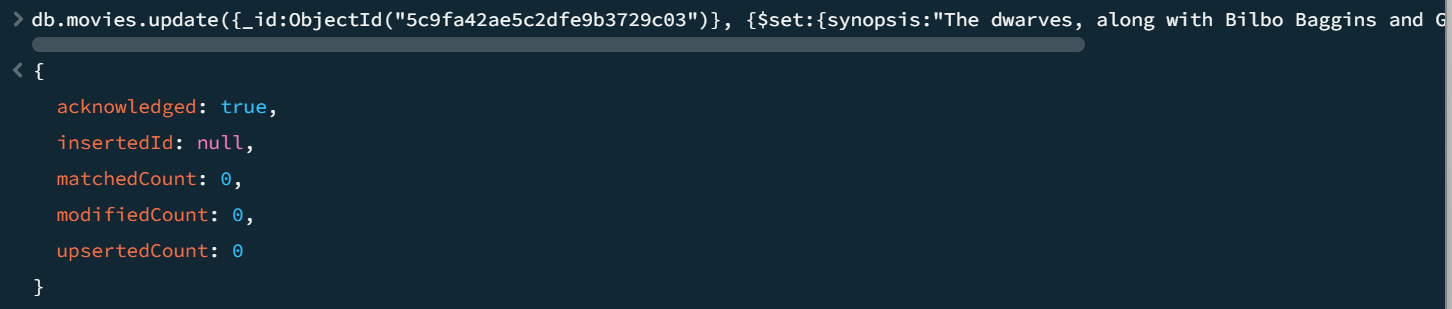 > db.movies.update({_id:ObjectId("5c9fa42ae5c2dfe9b3729c03")}, {$set:{synopsis:"The dwarves, along with Bilbo Baggins and G
< {
acknowledged: true,
insertedId: null,
matchedCount: 0,
modifiedCount: 0,
upsertedCount: 0
}